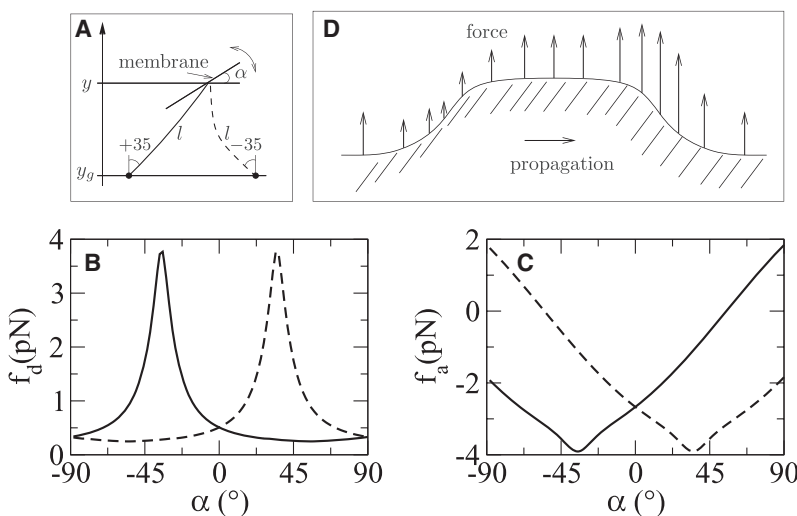 A
membrane
α
y
+35
l
l
−35
y_g
D
force
propagation
B
4
3
2
1
0
f_d(pN)
-90
-45
0
45
90
α (°)
C
2
0
-2
-4
f_a(pN)
-90
-45
0
45
90
α (°)